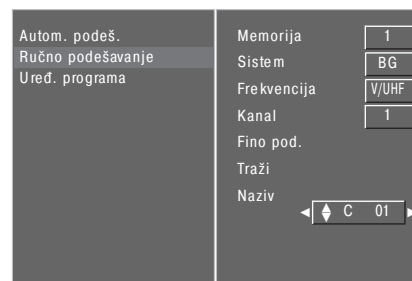 Autom. podeš.
Ručno podešavanje
Uređ. programa
Memorija 1
Sistem BG
Frekvencija V/UHF
Kanal 1
Fino pod.
Traži
Naziv
C 01